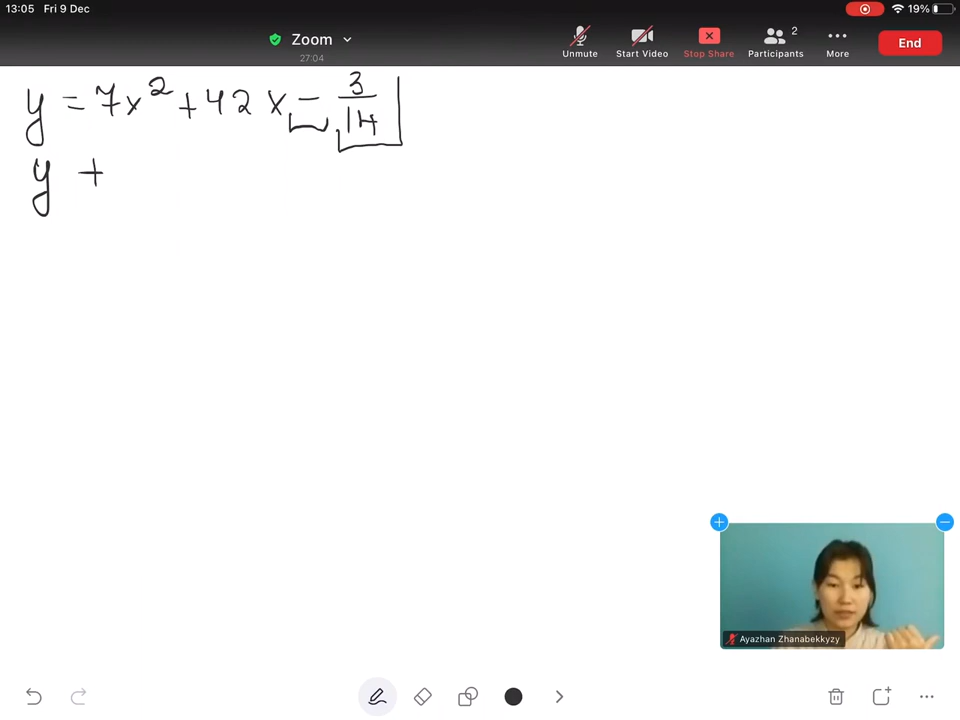 13:05 Fri 9 Dec
19%
Zoom
27:04
Unmute
Start Video
Stop Share
Participants
2
More
End
y = 7x² + 42x - 3/14
y +
Ayazhan Zhanabekkyzy